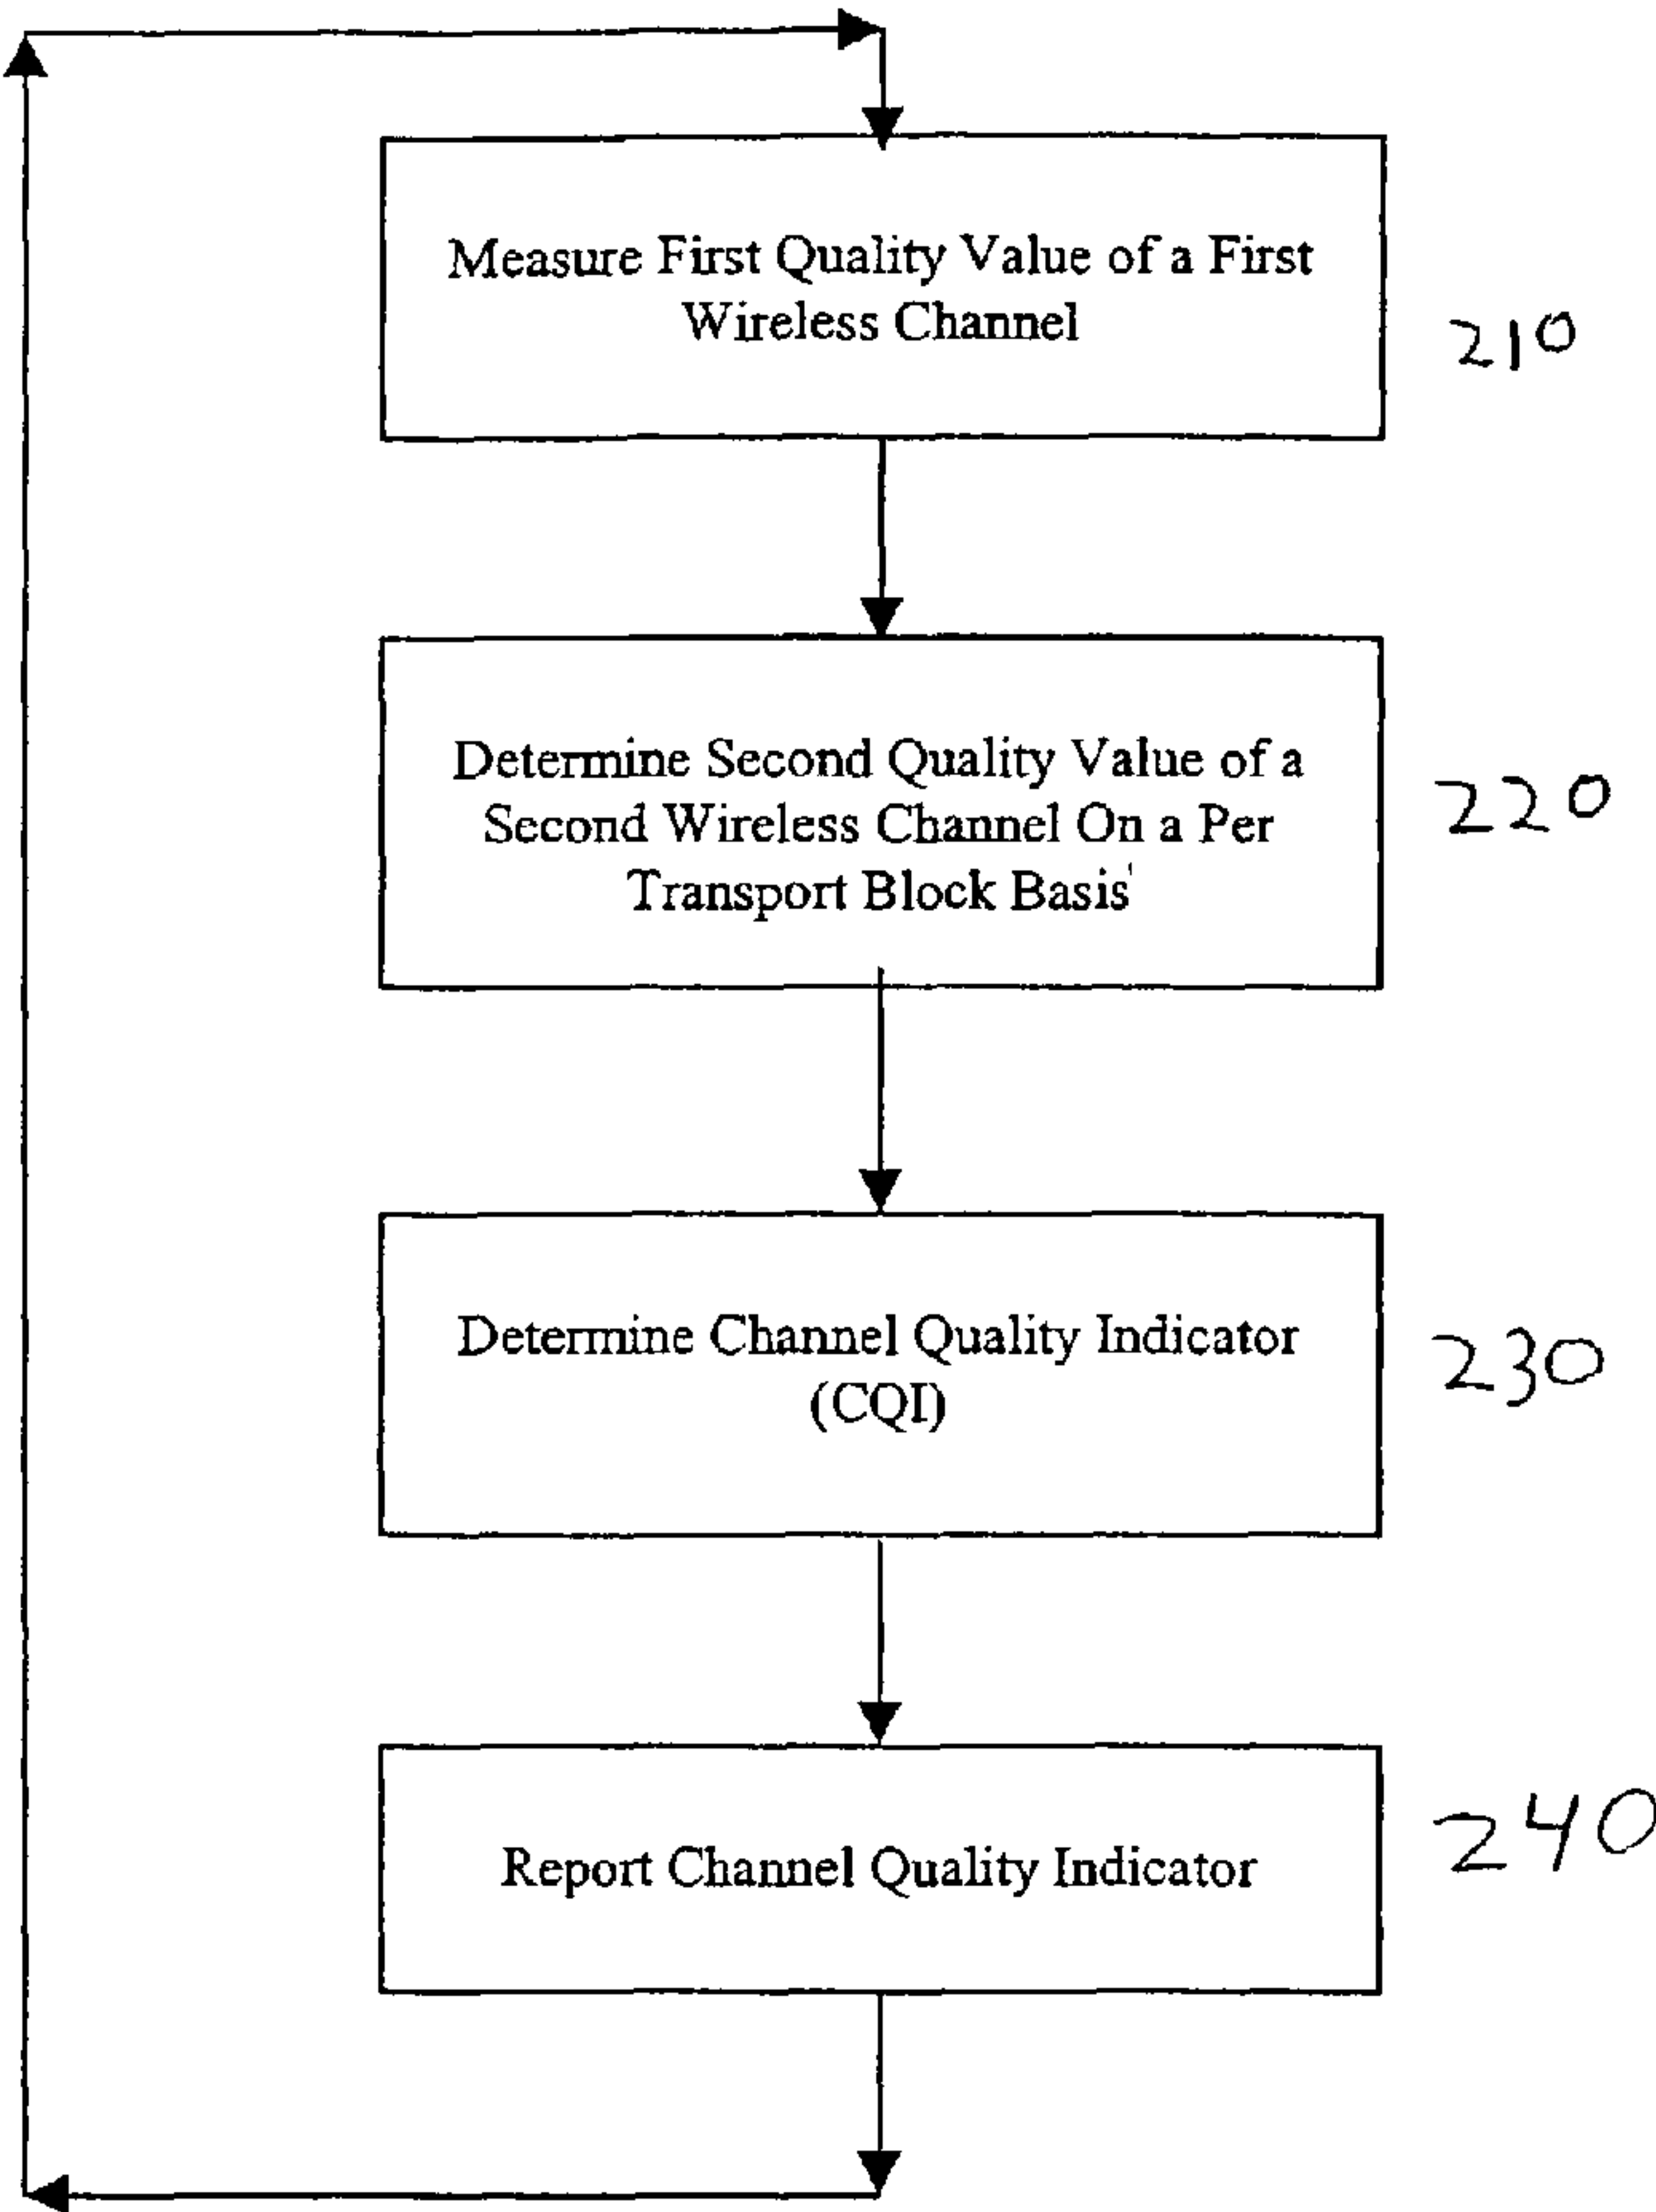 Measure First Quality Value of a First
Wireless Channel
210
Determine Second Quality Value of a
Second Wireless Channel On a Per
Transport Block Basis
220
Determine Channel Quality Indicator
(CQI)
230
Report Channel Quality Indicator
240